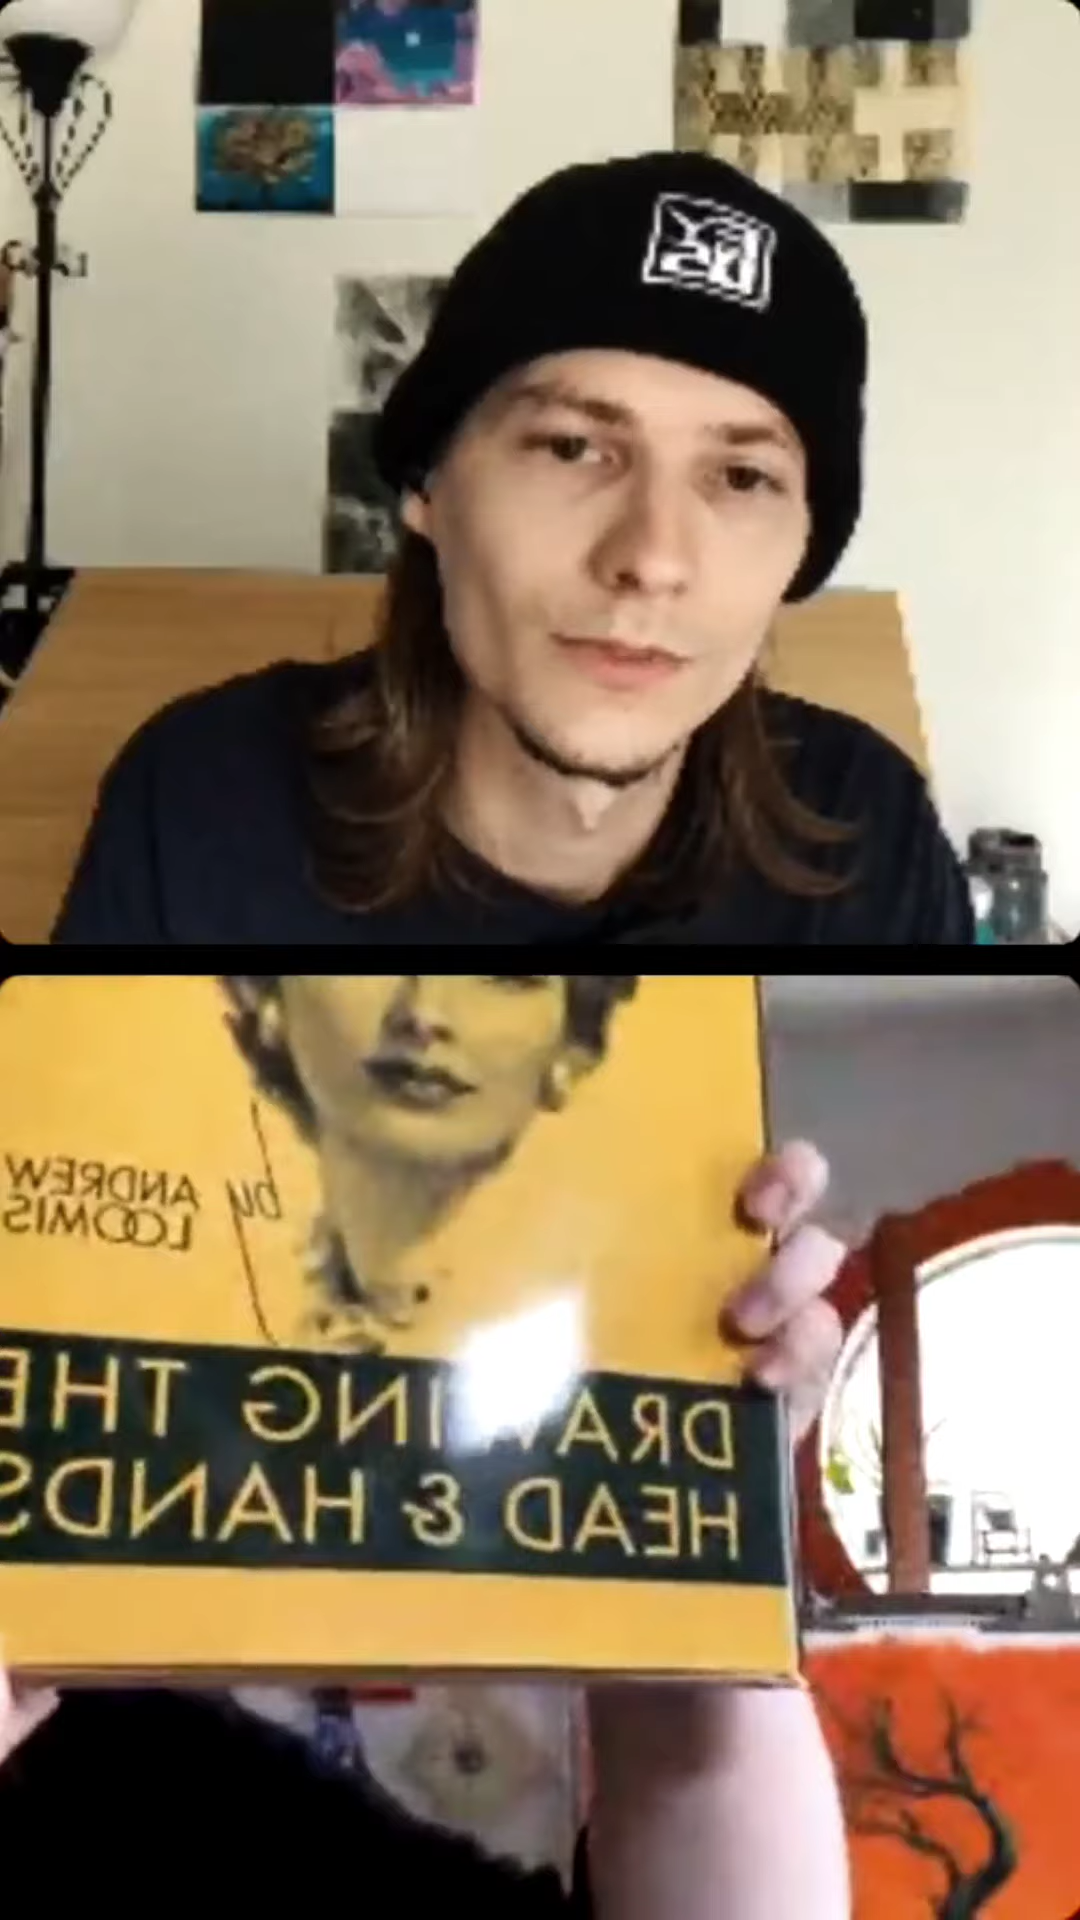 by
ANDREW
LOOMIS
DRAWING THE
HEAD & HANDS